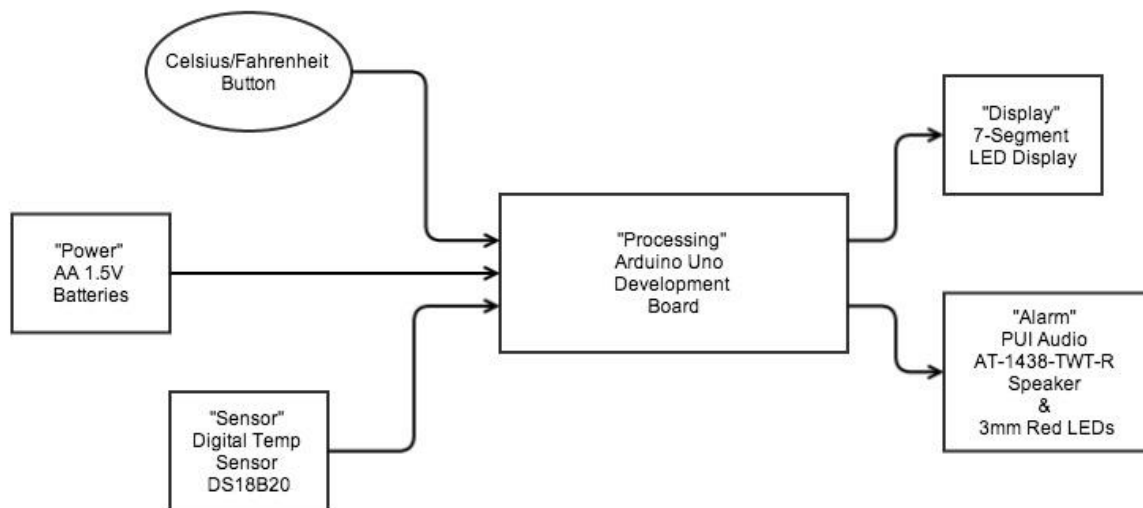 Celsius/Fahrenheit
Button
"Power"
AA 1.5V
Batteries
"Sensor"
Digital Temp
Sensor
DS18B20
"Processing"
Arduino Uno
Development
Board
"Display"
7-Segment
LED Display
"Alarm"
PUI Audio
AT-1438-TWT-R
Speaker
&
3mm Red LEDs